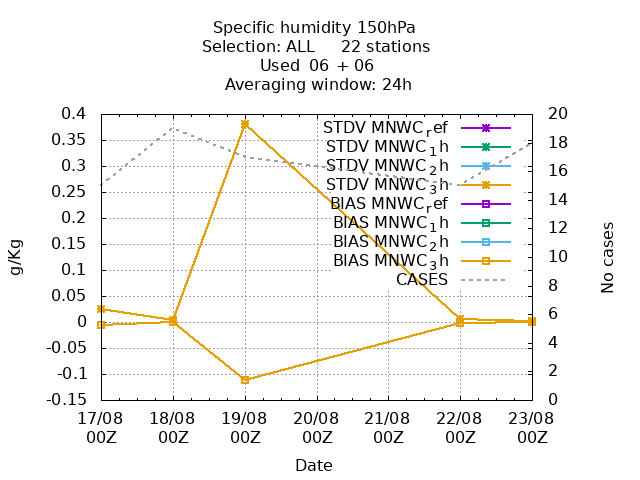 Specific humidity 150hPa
Selection: ALL 22 stations
Used 06 + 06
Averaging window: 24h
0.4
0.35
0.3
0.25
0.2
0.15
0.1
0.05
0
-0.05
-0.1
-0.15
g/Kg
20
18
16
14
12
10
8
6
4
2
0
No cases
STDV MNWC_ref
STDV MNWC_1h
STDV MNWC_2h
STDV MNWC_3h
BIAS MNWC_ref
BIAS MNWC_1h
BIAS MNWC_2h
BIAS MNWC_3h
CASES
17/08 18/08 19/08 20/08 21/08 22/08 23/08
00Z 00Z 00Z 00Z 00Z 00Z 00Z
Date